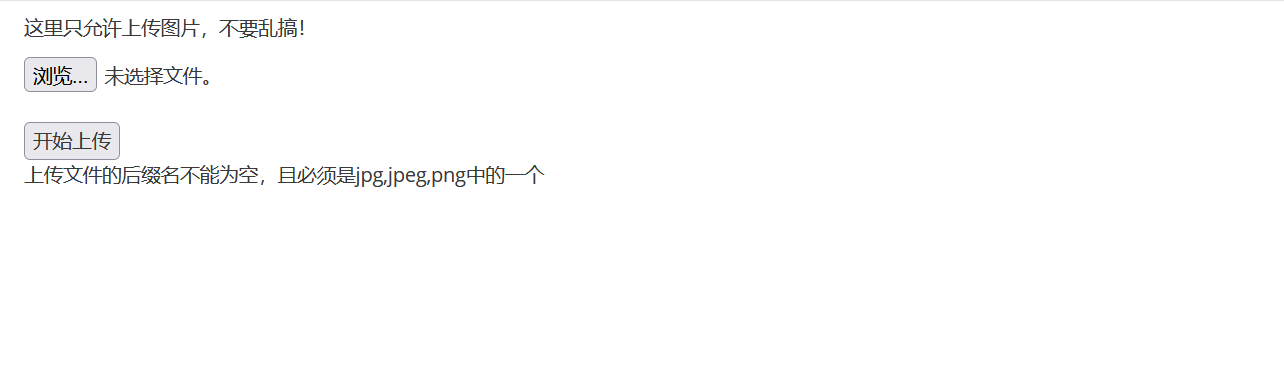 这里只允许上传图片，不要乱搞！
浏览… 未选择文件。
开始上传
上传文件的后缀名不能为空，且必须是jpg,jpeg,png中的一个